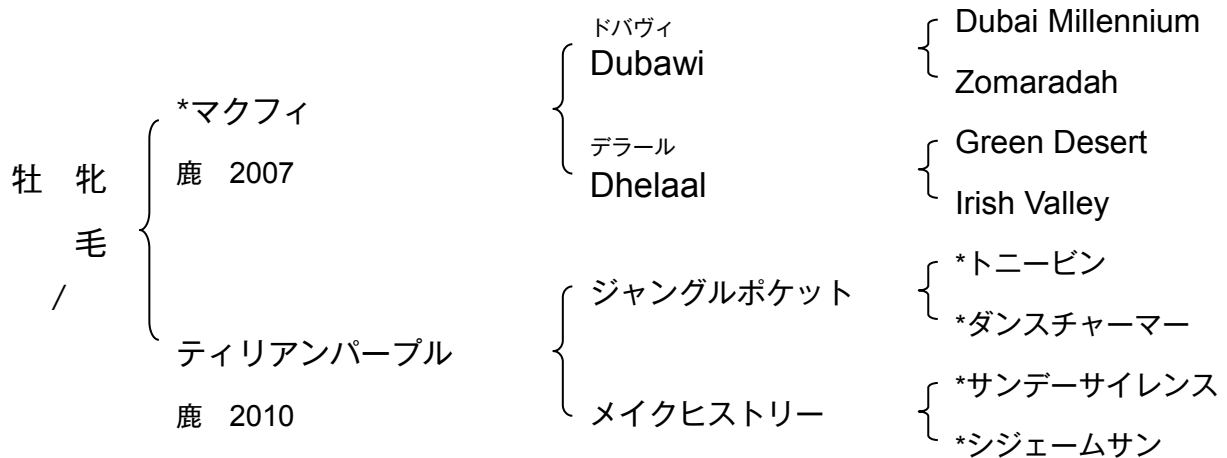 牡　牝
毛
/
*マクフィ
鹿　2007
ティリアンパープル
鹿　2010
ドバヴィ
Dubawi
デラール
Dhelaal
ジャングルポケット
メイクヒストリー
Dubai Millennium
Zomaradah
Green Desert
Irish Valley
*トニービン
*ダンスチャーマー
*サンデーサイレンス
*シジェームサン